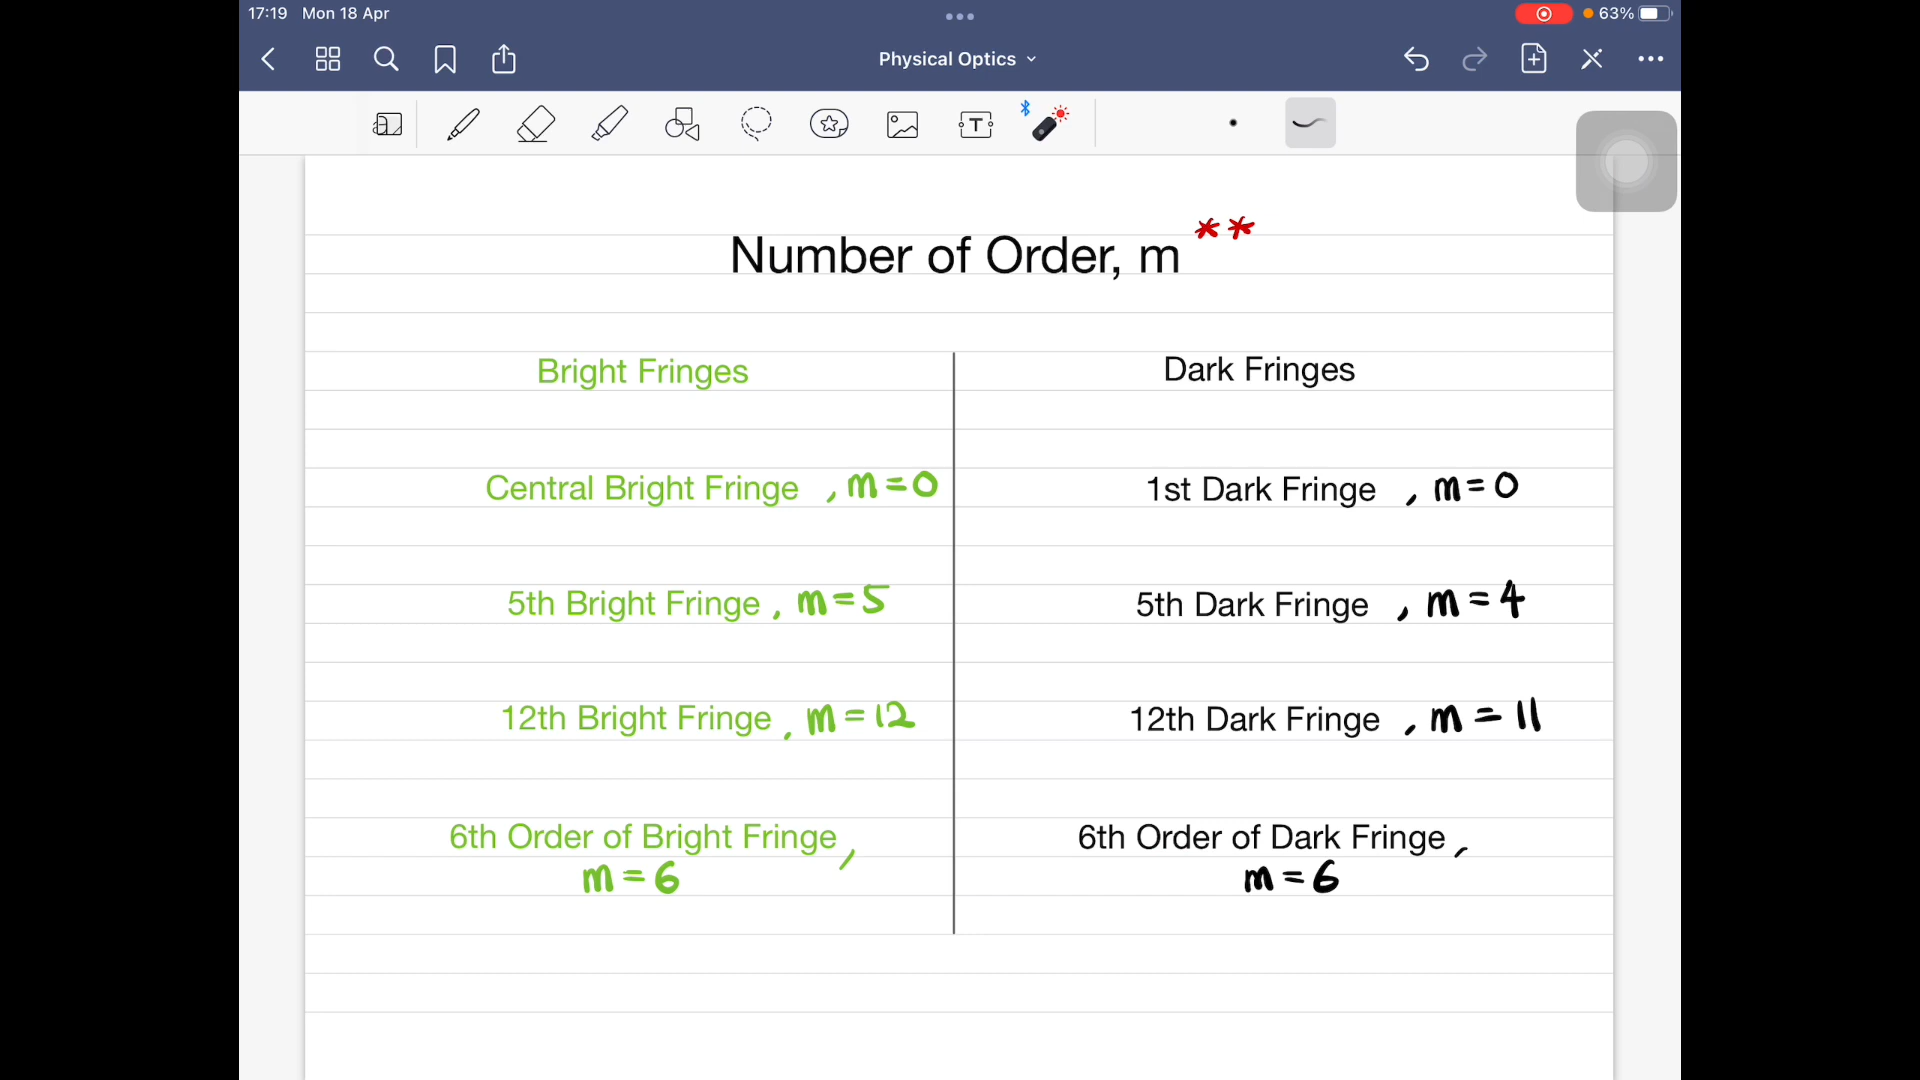 17:19 Mon 18 Apr
63%
Physical Optics
a
T
Number of Order, m **
Bright Fringes
Dark Fringes
Central Bright Fringe , m=0
1st Dark Fringe , m=0
5th Bright Fringe , m=5
5th Dark Fringe , m=4
12th Bright Fringe , m=12
12th Dark Fringe , m=11
6th Order of Bright Fringe ,
m=6
6th Order of Dark Fringe ,
m=6